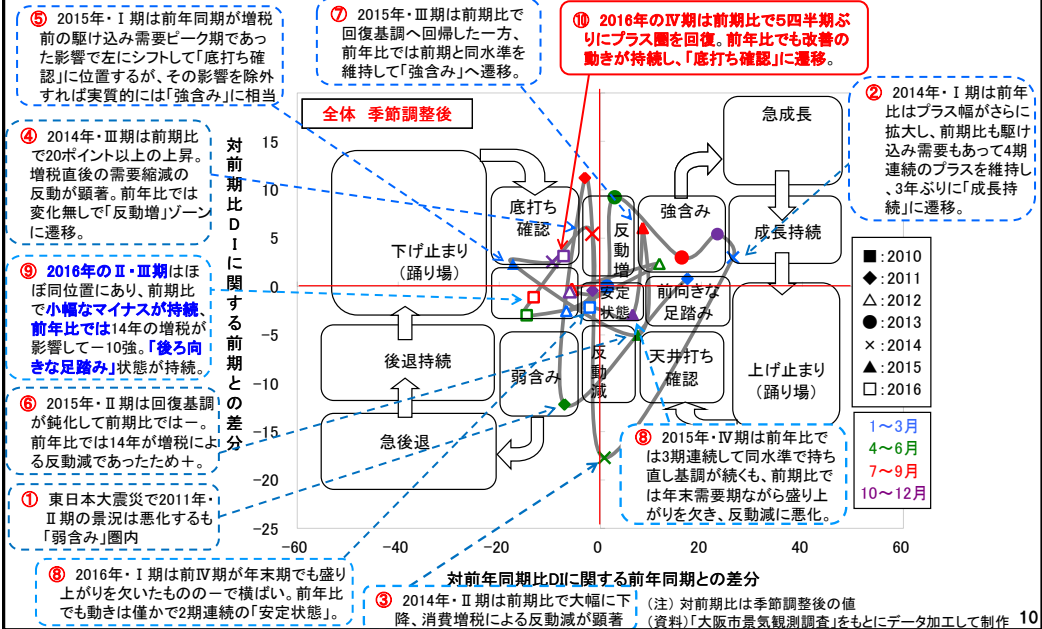 ⑤ 2015年・Ⅰ期は前年同期が増税
前の駆け込み需要ピーク期であっ
た影響で左にシフトして「底打ち確
認」に位置するが、その影響を除外
すれば実質的には「強含み」に相当
⑦ 2015年・Ⅲ期は前期比で
回復基調へ回帰した一方、
前年比では前期と同水準を
維持して「強含み」へ遷移。
⑩ 2016年のⅣ期は前期比で5四半期ぶ
りにプラス圏を回復。前年比でも改善の
動きが持続し、「底打ち確認」に遷移。
② 2014年・Ⅰ期は前年
比はプラス幅がさらに
拡大し、前期比も駆け
込み需要もあって4期
連続のプラスを維持し
、3年ぶりに「成長持
続」に遷移。
④ 2014年・Ⅲ期は前期比
で20ポイント以上の上昇。
増税直後の需要縮減の
反動が顕著。前年比では
変化無しで「反動増」ゾーン
に遷移。
⑨ 2016年のⅡ・Ⅲ期はほ
ぼ同位置にあり、前期比
で小幅なマイナスが持続、
前年比では14年の増税が
影響して-10強。「後ろ向
きな足踏み」状態が持続。
⑥ 2015年・Ⅱ期は回復基調
が鈍化して前期比では-。
前年比では14年が増税によ
る反動減であったため+。
① 東日本大震災で2011年・
Ⅱ期の景況は悪化するも
「弱含み」圏内
⑧ 2016年・Ⅰ期は前Ⅳ期が年末期でも盛り
上がりを欠いたものの-で横ばい。前年比
でも動きは僅かで2期連続の「安定状態」。
③ 2014年・Ⅱ期は前期比で大幅に下
降、消費増税による反動減が顕著
⑧ 2015年・Ⅳ期は前年比で
は3期連続して同水準で持ち
直し基調が続くも、前期比で
は年末需要期ながら盛り上
がりを欠き、反動減に悪化。
全体 季節調整後
対前期比DIに関する前期との差分
15
10
5
0
-5
-10
-15
-20
-25
-60
-40
-20
0
20
40
60
対前年同期比DIに関する前年同期との差分
急成長
底打ち
確認
反
動
増
強含み
成長持続
下げ止まり
(踊り場)
安定
状態
前向きな
足踏み
後退持続
弱含み
反
動
減
天井打ち
確認
上げ止まり
(踊り場)
急後退
■:2010
◆:2011
△:2012
●:2013
×:2014
▲:2015
□:2016
1~3月
4~6月
7~9月
10~12月
(注) 対前期比は季節調整後の値
(資料)「大阪市景気観測調査」をもとにデータ加工して制作
10